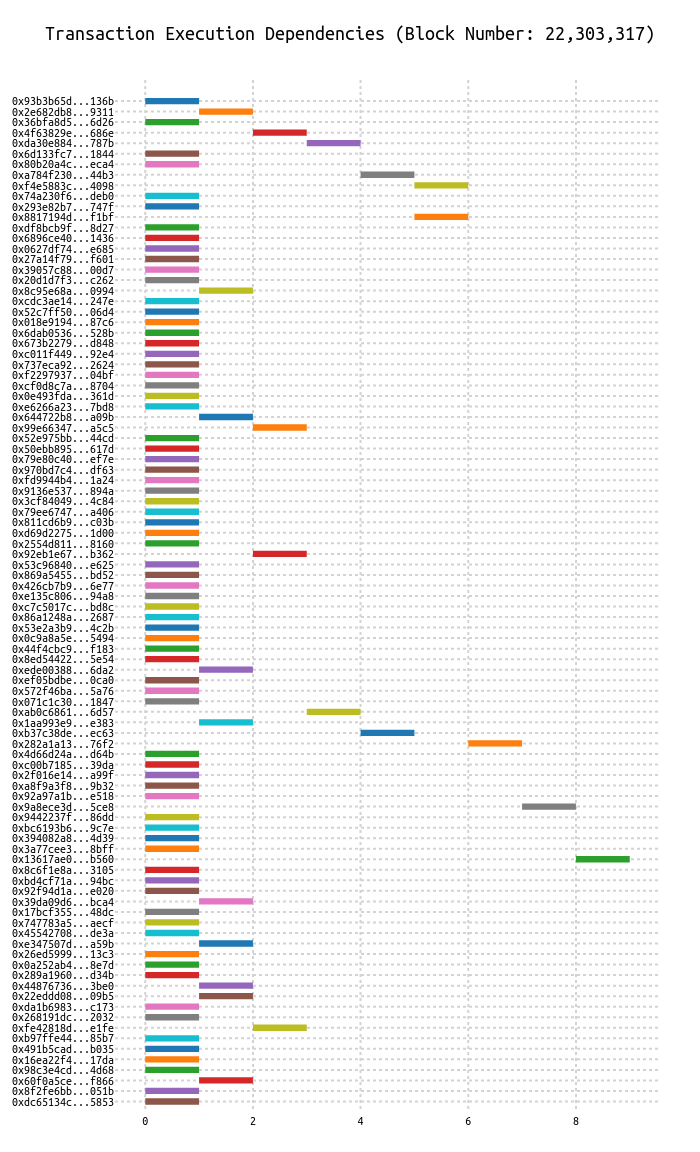 Transaction Execution Dependencies (Block Number: 22,303,317)
0x93b3b65d...136b
0x2e682db8...9311
0x36bfa8d5...6d26
0x4f63829e...686e
0xda30e884...787b
0x6d133fc7...1844
0x80b20a4c...eca4
0xa784f230...44b3
0xf4e5883c...4098
0x74a230f6...deb0
0x293e82b7...747f
0x8817194d...f1bf
0xdf8bcb9f...8d27
0x6896ce40...1436
0x0627df74...e685
0x27a14f79...f601
0x39057c88...00d7
0x20d1d7f3...c262
0x8c95e68a...0994
0xcdc3ae14...247e
0x52c7ff50...06d4
0x018e9194...87c6
0x6dab0536...528b
0x673b2279...d848
0xc011f449...92e4
0x737eca92...2624
0xf2297937...04bf
0xcf0d8c7a...8704
0x0e493fda...361d
0xe6266a23...7bd8
0x644722b8...a09b
0x99e66347...a5c5
0x52e975bb...44cd
0x50ebb895...617d
0x79e80c40...ef7e
0x970bd7c4...df63
0xfd9944b4...1a24
0x9136e537...894a
0x3cf84049...4c84
0x79ee6747...a406
0x811cd6b9...c03b
0xd69d2275...1d00
0x2554d811...8160
0x92eb1e67...b362
0x53c96840...e625
0x869a5455...bd52
0x426cb7b9...6e77
0xe135c806...94a8
0xc7c5017c...bd8c
0x86a1248a...2687
0x53e2a3b9...4c2b
0x0c9a8a5e...5494
0x44f4cbc9...f183
0x8ed54422...5e54
0xede00388...6da2
0xef05bdbe...0ca0
0x572f46ba...5a76
0x071c1c30...1847
0xab0c6861...6d57
0x1aa993e9...e383
0xb37c38de...ec63
0x282a1a13...76f2
0x4d66d24a...d64b
0xc00b7185...39da
0x2f016e14...a99f
0xa8f9a3f8...9b32
0x92a97a1b...e518
0x9a8ece3d...5ce8
0x9442237f...86dd
0xbc6193b6...9c7e
0x394082a8...4d39
0x3a77cee3...8bff
0x13617ae0...b560
0x8c6f1e8a...3105
0xbd4cf71a...94bc
0x92f94d1a...e020
0x39da09d6...bca4
0x17bcf355...48dc
0x747783a5...aecf
0x45542708...de3a
0xe347507d...a59b
0x26ed5999...13c3
0x0a252ab4...8e7d
0x289a1960...d34b
0x44876736...3be0
0x22eddd08...09b5
0xda1b6983...c173
0x268191dc...2032
0xfe42818d...e1fe
0xb97ffe44...85b7
0x491b5cad...b035
0x16ea22f4...17da
0x98c3e4cd...4d68
0x60f0a5ce...f866
0x8f2fe6bb...051b
0xdc65134c...5853
0 2 4 6 8